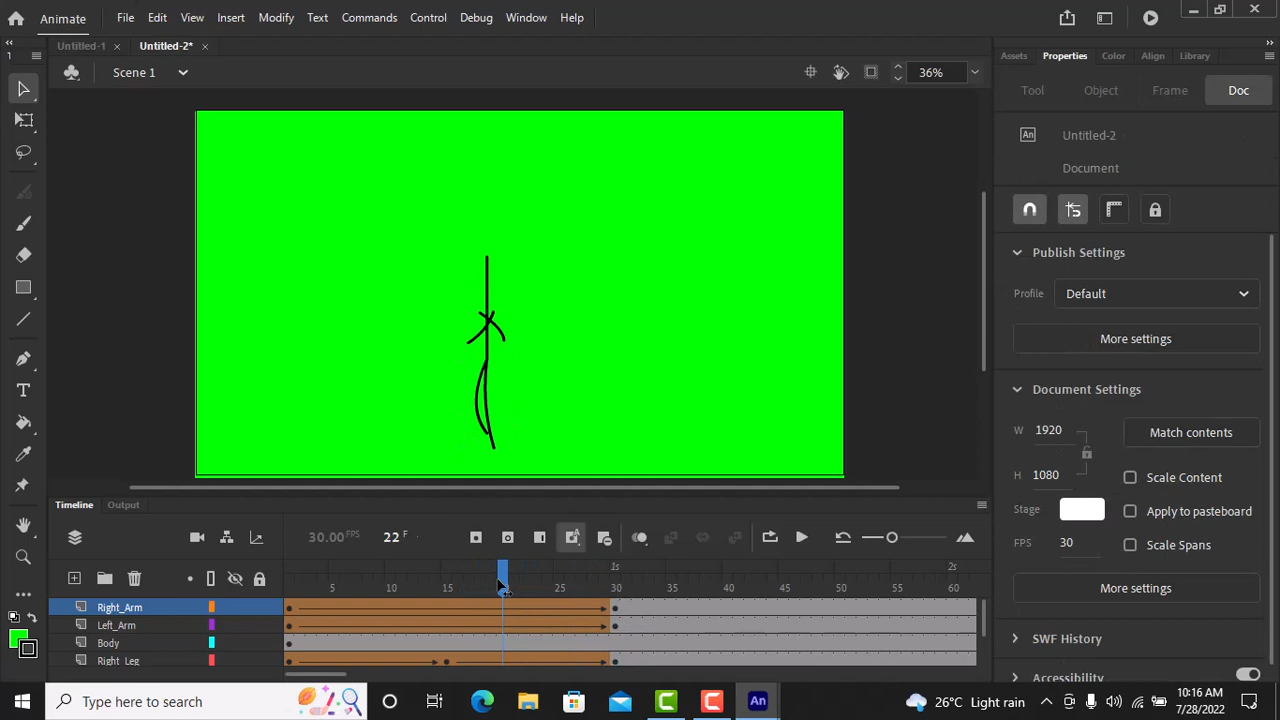 Animate File Edit View Insert Modify Text Commands Control Debug Window Help
Untitled-1 × Untitled-2* ×
Scene 1 36%
Assets Properties Color Align Library
Tool Object Frame Doc
An Untitled-2
Document
Publish Settings
Profile Default
More settings
Document Settings
W 1920 Match contents
H 1080 Scale Content
Stage Apply to pasteboard
FPS 30 Scale Spans
More settings
SWF History
Accessibility
Timeline Output
30.00 FPS 22 F
1s 2s
5 10 15 25 30 35 40 45 50 55 60
Right_Arm
Left_Arm
Body
Right_Leg
Type here to search
26°C Light rain
10:16 AM
7/28/2022